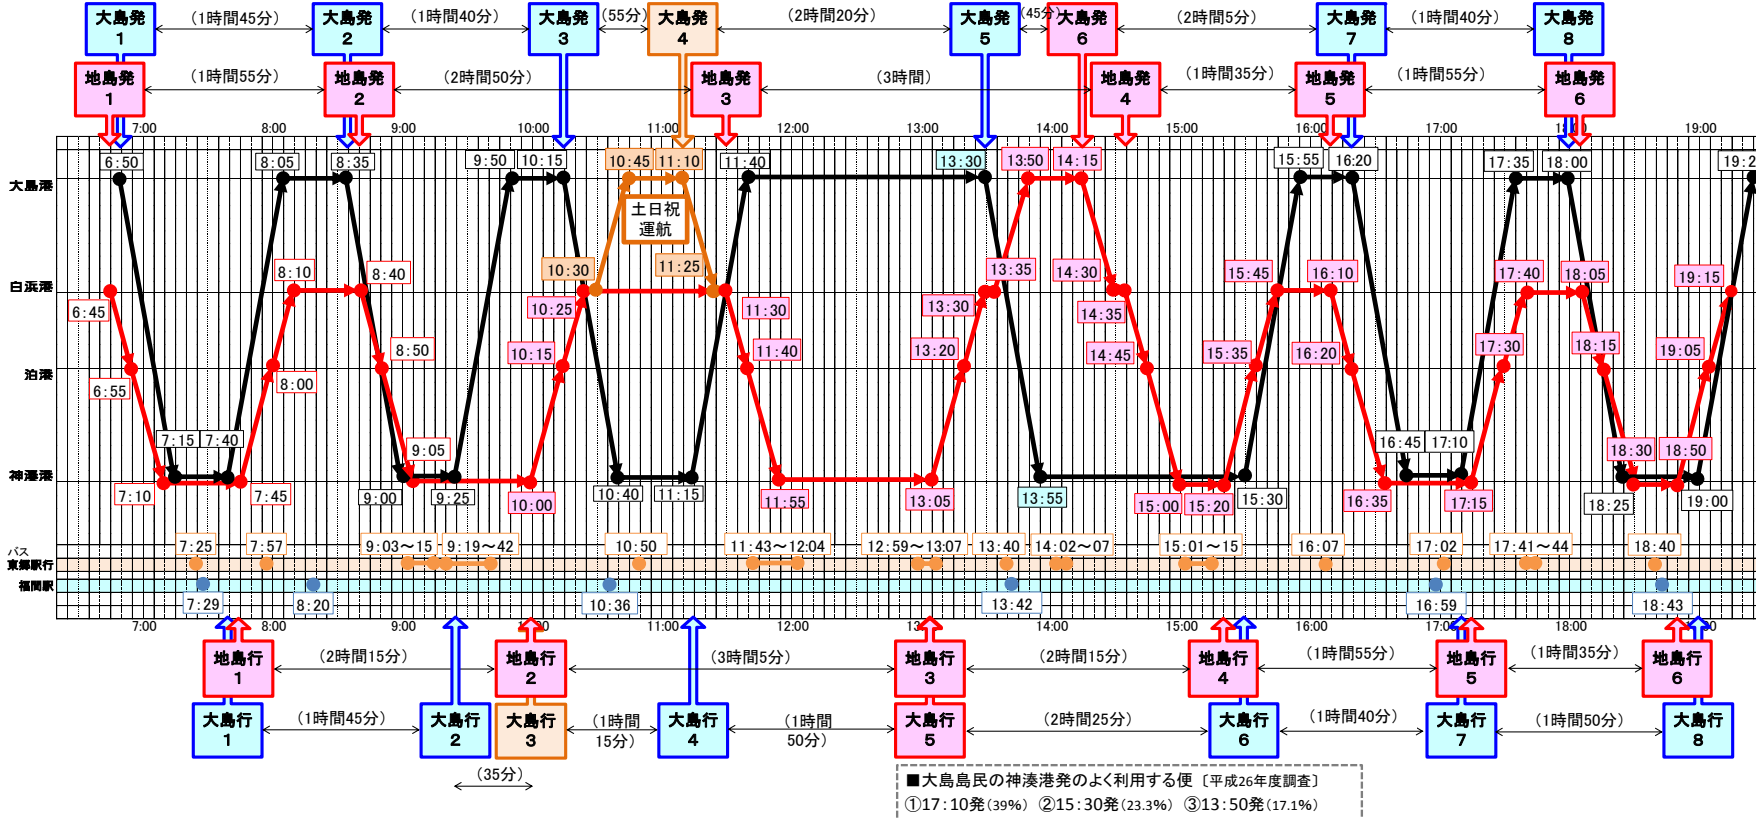 大島発 1
(1時間45分)
大島発 2
(1時間40分)
大島発 3
(55分)
大島発 4
(2時間20分)
大島発 5
(45分)
大島発 6
(2時間5分)
大島発 7
(1時間40分)
大島発 8
地島発 1
(1時間55分)
地島発 2
(2時間50分)
地島発 3
(3時間)
地島発 4
(1時間35分)
地島発 5
(1時間55分)
地島発 6
7:00 8:00 9:00 10:00 11:00 12:00 13:00 14:00 15:00 16:00 17:00 18:00 19:00
6:50 8:05 8:35 9:50 10:15 10:45 11:10 11:40 13:30 13:50 14:15 15:55 16:20 17:35 18:00
大島港
土日祝
運航
8:10 8:40 10:30 11:25 13:35 14:30 15:45 16:10 17:40 18:05 19:15
白浜港
6:45 10:25 11:30 13:30 14:35
8:50 10:15 11:40 13:20 14:45 15:35 16:20 17:30 18:15 19:05
泊港
6:55 8:00
7:15 7:40 9:05 16:45 17:10 18:30 18:50
神湊港
7:10 7:45 9:00 9:25 10:00 10:40 11:15 11:55 13:05 13:55 15:00 15:20 15:30 16:35 17:15 18:25 19:00
バス
7:25 7:57 9:03～15 9:19～42 10:50 11:43～12:04 12:59～13:07 13:40 14:02～07 15:01～15 16:07 17:02 17:41～44 18:40
東郷駅行
福間駅
7:29 8:20 10:36 13:42 16:59 18:43
7:00 8:00 9:00 10:00 11:00 12:00 13:00 14:00 15:00 16:00 17:00 18:00
地島行 1
(2時間15分)
地島行 2
(3時間5分)
地島行 3
(2時間15分)
地島行 4
(1時間55分)
地島行 5
(1時間35分)
地島行 6
大島行 1
(1時間45分)
大島行 2
大島行 3
(1時間
15分)
大島行 4
(1時間
50分)
大島行 5
(2時間25分)
大島行 6
(1時間40分)
大島行 7
(1時間50分)
大島行 8
(35分)
■大島島民の神湊港発のよく利用する便〔平成26年度調査〕
①17:10発(39%) ②15:30発(23.3%) ③13:50発(17.1%)